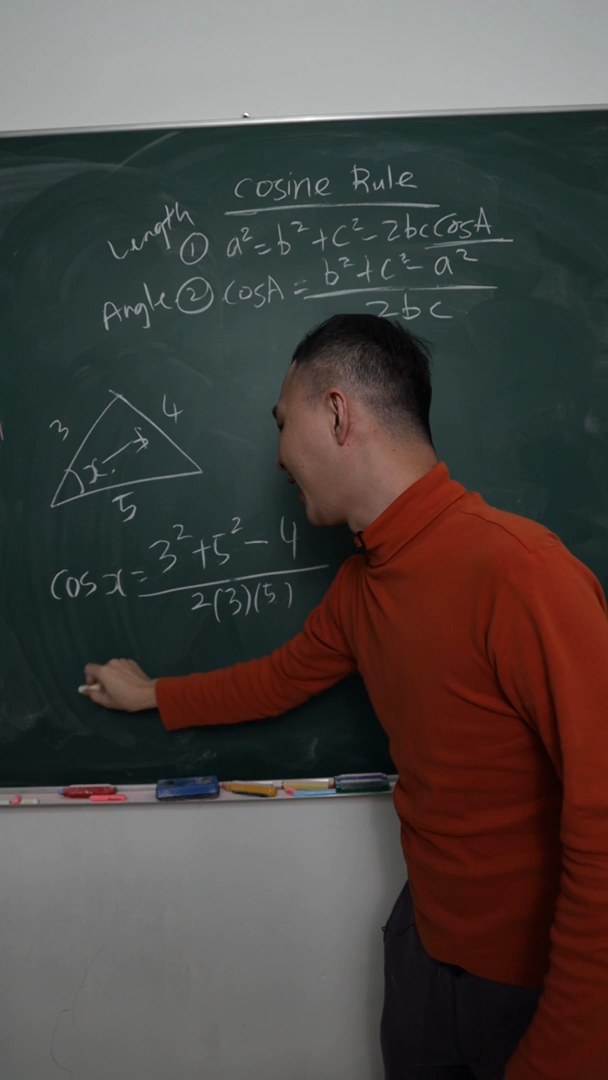 Cosine Rule
Length ① a² = b² + c² - 2bc cosA
Angle ② cosA = b² + c² - a² / 2bc
3
4
x
5
cos x = 3² + 5² - 4 / 2(3)(5)